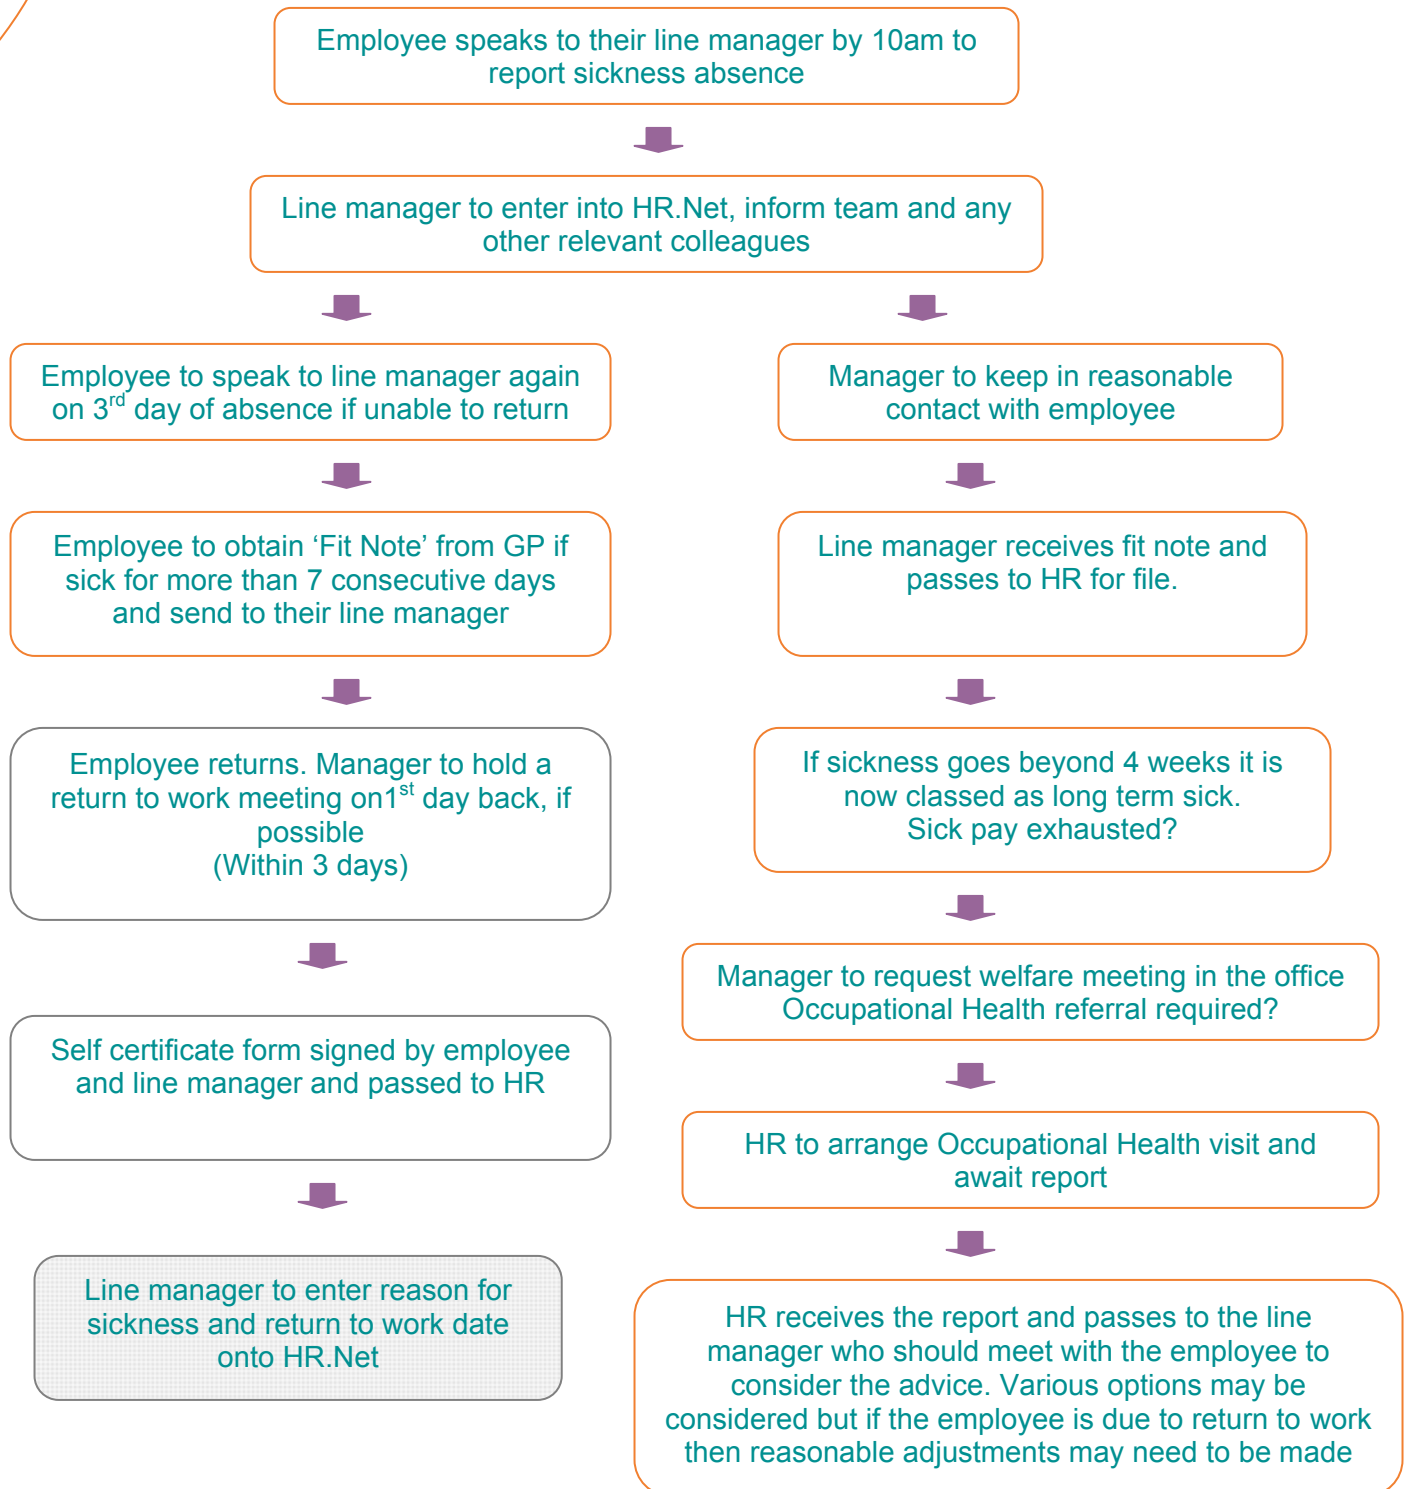 Employee speaks to their line manager by 10am to
report sickness absence
Line manager to enter into HR.Net, inform team and any
other relevant colleagues
Employee to speak to line manager again
on 3rd day of absence if unable to return
Employee to obtain ‘Fit Note’ from GP if
sick for more than 7 consecutive days
and send to their line manager
Employee returns. Manager to hold a
return to work meeting on1st day back, if
possible
(Within 3 days)
Self certificate form signed by employee
and line manager and passed to HR
Line manager to enter reason for
sickness and return to work date
onto HR.Net
Manager to keep in reasonable
contact with employee
Line manager receives fit note and
passes to HR for file.
If sickness goes beyond 4 weeks it is
now classed as long term sick.
Sick pay exhausted?
Manager to request welfare meeting in the office
Occupational Health referral required?
HR to arrange Occupational Health visit and
await report
HR receives the report and passes to the line
manager who should meet with the employee to
consider the advice. Various options may be
considered but if the employee is due to return to work
then reasonable adjustments may need to be made